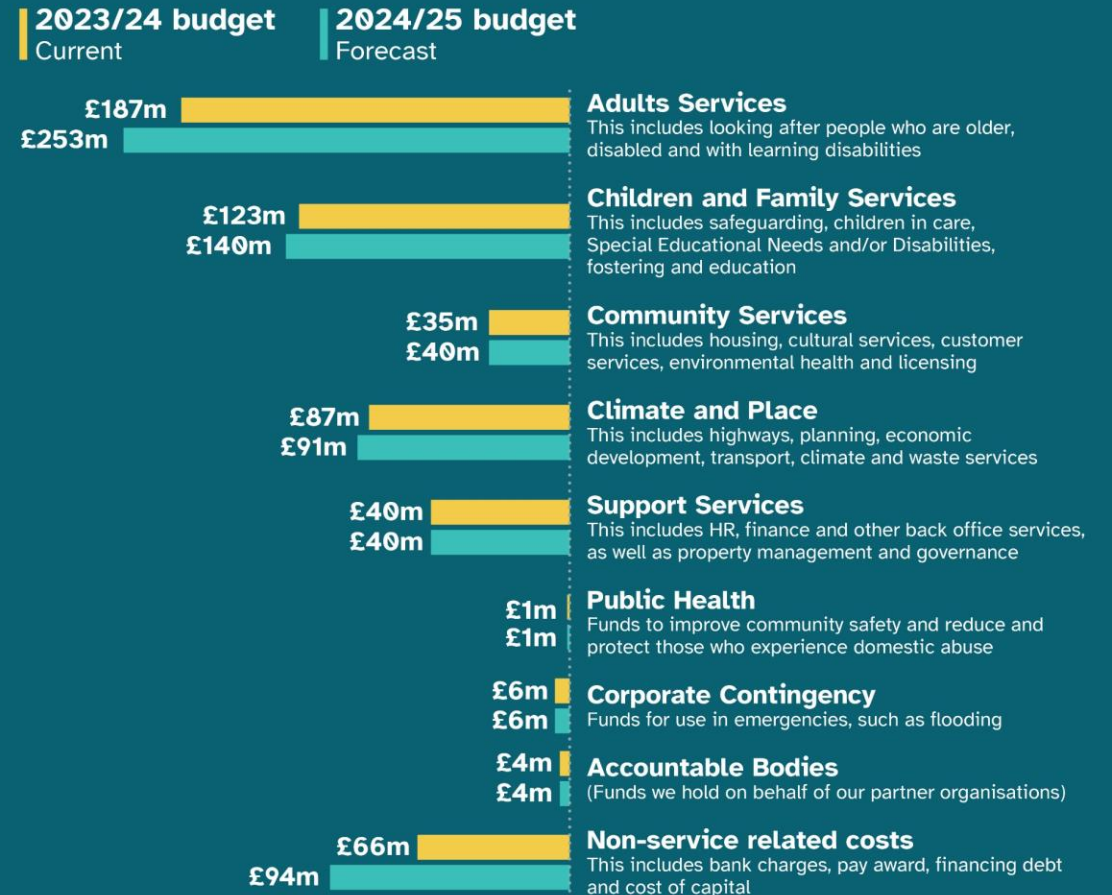 2023/24 budget
Current
2024/25 budget
Forecast
£187m
£253m
Adults Services
This includes looking after people who are older,
disabled and with learning disabilities
£123m
£140m
Children and Family Services
This includes safeguarding, children in care,
Special Educational Needs and/or Disabilities,
fostering and education
£35m
£40m
Community Services
This includes housing, cultural services, customer
services, environmental health and licensing
£87m
£91m
Climate and Place
This includes highways, planning, economic
development, transport, climate and waste services
£40m
£40m
Support Services
This includes HR, finance and other back office services,
as well as property management and governance
£1m
£1m
Public Health
Funds to improve community safety and reduce and
protect those who experience domestic abuse
£6m
£6m
Corporate Contingency
Funds for use in emergencies, such as flooding
£4m
£4m
Accountable Bodies
(Funds we hold on behalf of our partner organisations)
£66m
£94m
Non-service related costs
This includes bank charges, pay award, financing debt
and cost of capital